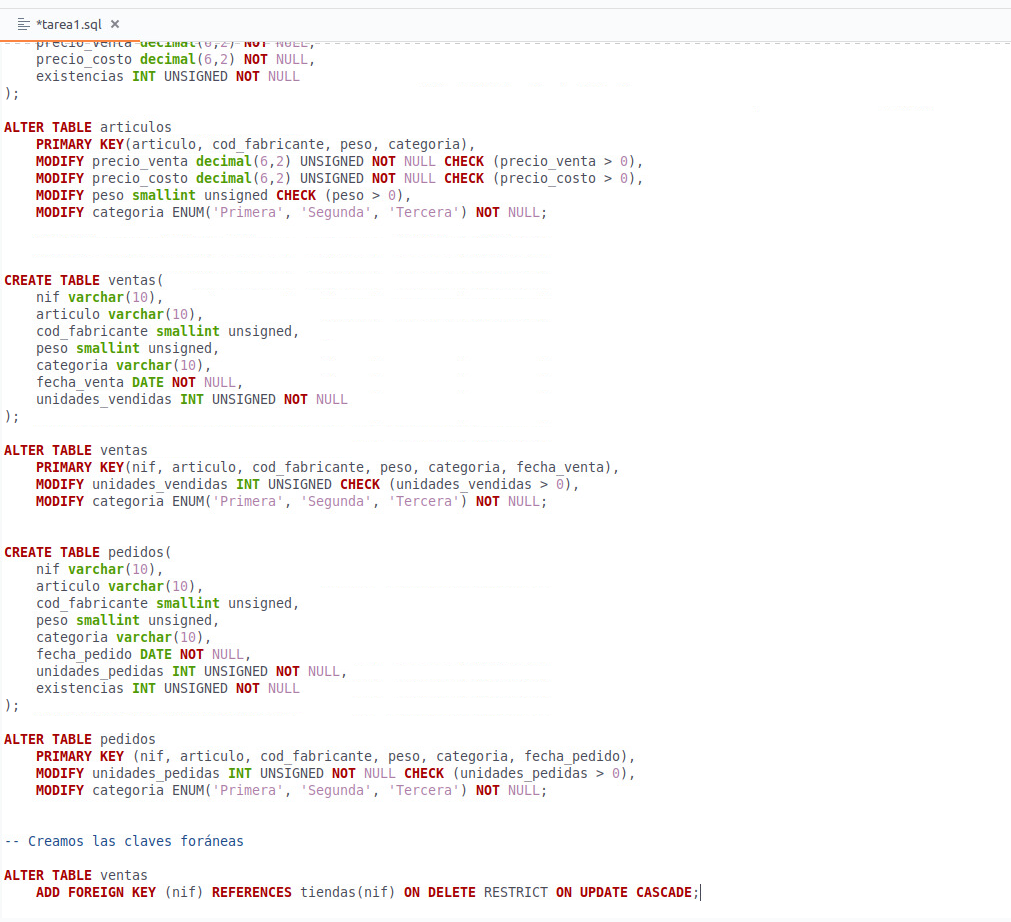 *tarea1.sql ×
precio_venta decimal(6,2) NOT NULL,
precio_costo decimal(6,2) NOT NULL,
existencias INT UNSIGNED NOT NULL
);
ALTER TABLE articulos
PRIMARY KEY(articulo, cod_fabricante, peso, categoria),
MODIFY precio_venta decimal(6,2) UNSIGNED NOT NULL CHECK (precio_venta > 0),
MODIFY precio_costo decimal(6,2) UNSIGNED NOT NULL CHECK (precio_costo > 0),
MODIFY peso smallint unsigned CHECK (peso > 0),
MODIFY categoria ENUM('Primera', 'Segunda', 'Tercera') NOT NULL;
CREATE TABLE ventas(
nif varchar(10),
articulo varchar(10),
cod_fabricante smallint unsigned,
peso smallint unsigned,
categoria varchar(10),
fecha_venta DATE NOT NULL,
unidades_vendidas INT UNSIGNED NOT NULL
);
ALTER TABLE ventas
PRIMARY KEY(nif, articulo, cod_fabricante, peso, categoria, fecha_venta),
MODIFY unidades_vendidas INT UNSIGNED CHECK (unidades_vendidas > 0),
MODIFY categoria ENUM('Primera', 'Segunda', 'Tercera') NOT NULL;
CREATE TABLE pedidos(
nif varchar(10),
articulo varchar(10),
cod_fabricante smallint unsigned,
peso smallint unsigned,
categoria varchar(10),
fecha_pedido DATE NOT NULL,
unidades_pedidas INT UNSIGNED NOT NULL,
existencias INT UNSIGNED NOT NULL
);
ALTER TABLE pedidos
PRIMARY KEY (nif, articulo, cod_fabricante, peso, categoria, fecha_pedido),
MODIFY unidades_pedidas INT UNSIGNED NOT NULL CHECK (unidades_pedidas > 0),
MODIFY categoria ENUM('Primera', 'Segunda', 'Tercera') NOT NULL;
-- Creamos las claves foráneas
ALTER TABLE ventas
ADD FOREIGN KEY (nif) REFERENCES tiendas(nif) ON DELETE RESTRICT ON UPDATE CASCADE;